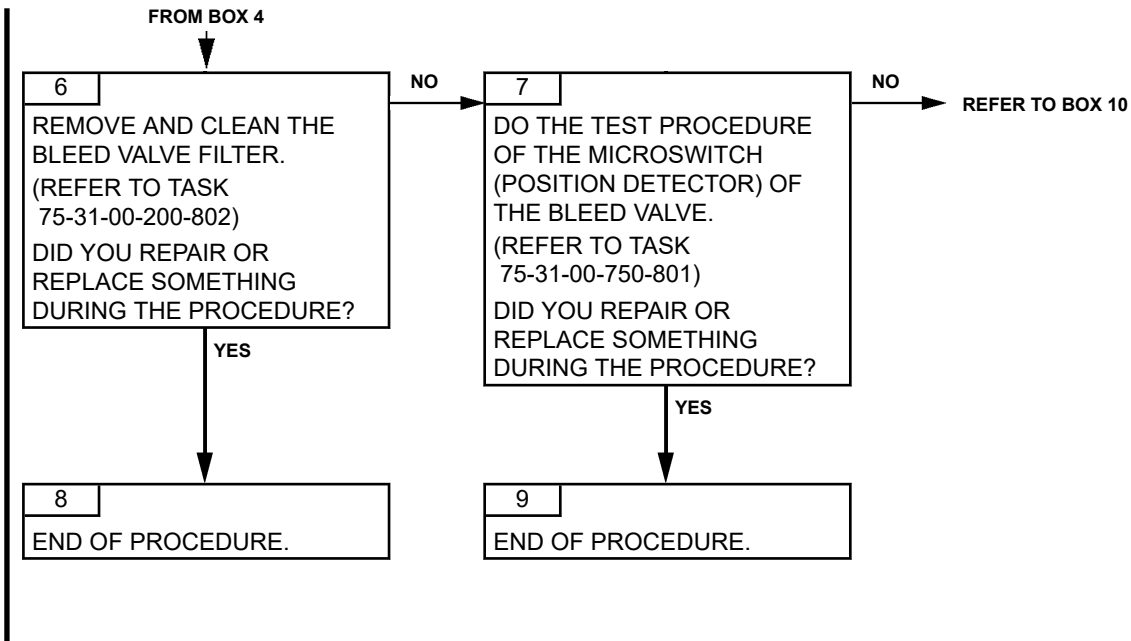 FROM BOX 4
6
REMOVE AND CLEAN THE
BLEED VALVE FILTER.
(REFER TO TASK
75-31-00-200-802)
DID YOU REPAIR OR
REPLACE SOMETHING
DURING THE PROCEDURE?
NO
7
DO THE TEST PROCEDURE
OF THE MICROSWITCH
(POSITION DETECTOR) OF
THE BLEED VALVE.
(REFER TO TASK
75-31-00-750-801)
DID YOU REPAIR OR
REPLACE SOMETHING
DURING THE PROCEDURE?
NO
REFER TO BOX 10
YES
YES
8
END OF PROCEDURE.
9
END OF PROCEDURE.